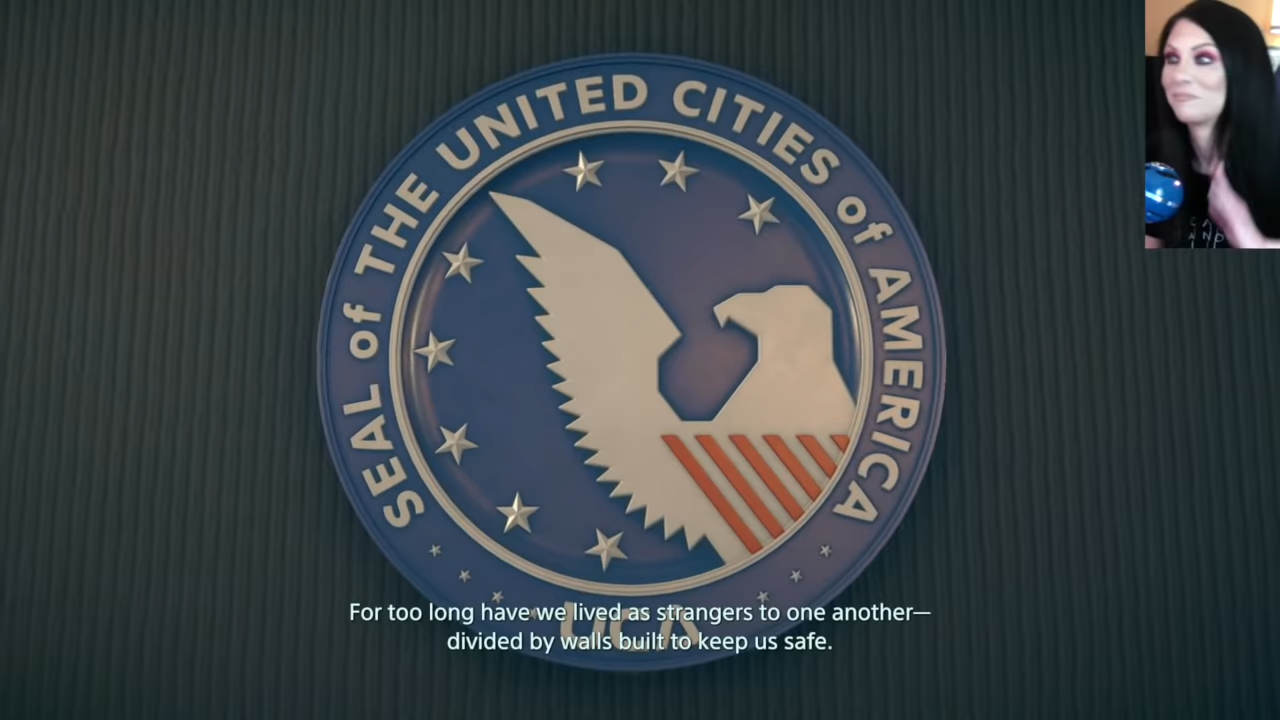 SEAL of THE UNITED CITIES of AMERICA
UCA
For too long have we lived as strangers to one another—
divided by walls built to keep us safe.